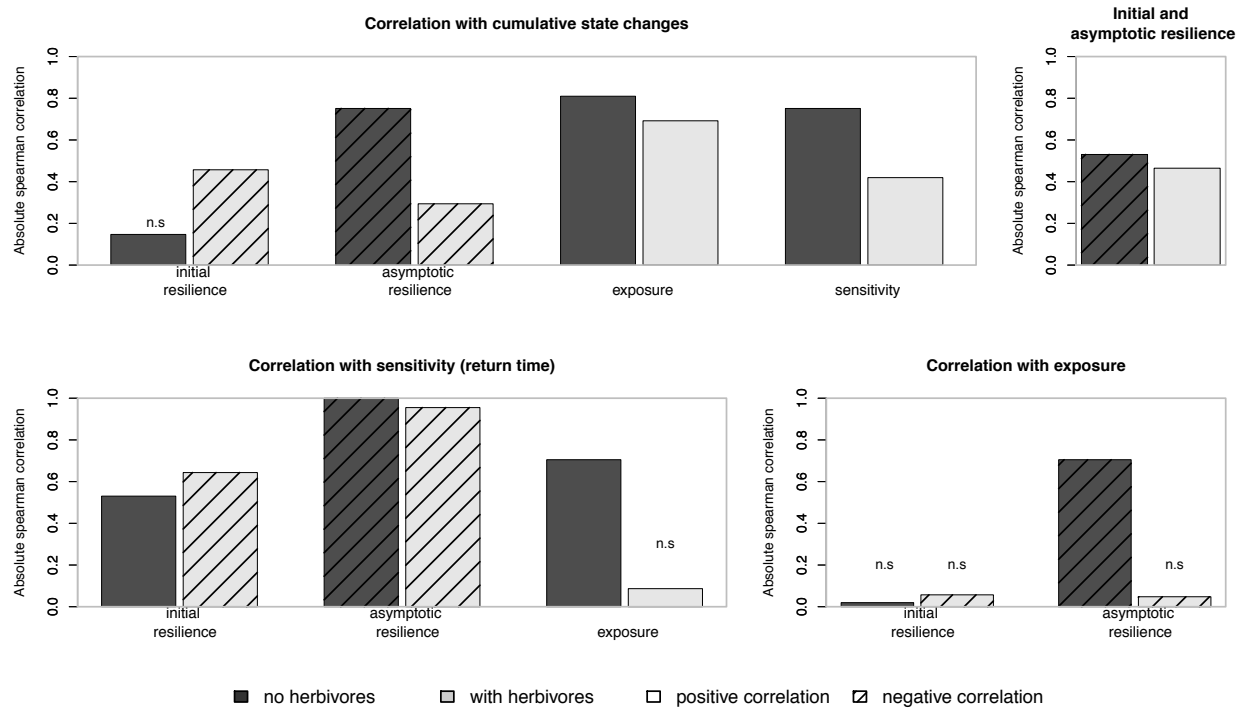 Correlation with cumulative state changes
Absolute spearman correlation
0.0 0.2 0.4 0.6 0.8 1.0
n.s
initial
resilience
asymptotic
resilience
exposure
sensitivity
Initial and
asymptotic resilience
Absolute spearman correlation
0.0 0.2 0.4 0.6 0.8 1.0
Correlation with sensitivity (return time)
Absolute spearman correlation
0.0 0.2 0.4 0.6 0.8 1.0
n.s
initial
resilience
asymptotic
resilience
exposure
Correlation with exposure
Absolute spearman correlation
0.0 0.2 0.4 0.6 0.8 1.0
n.s n.s n.s
initial
resilience
asymptotic
resilience
no herbivores with herbivores positive correlation negative correlation